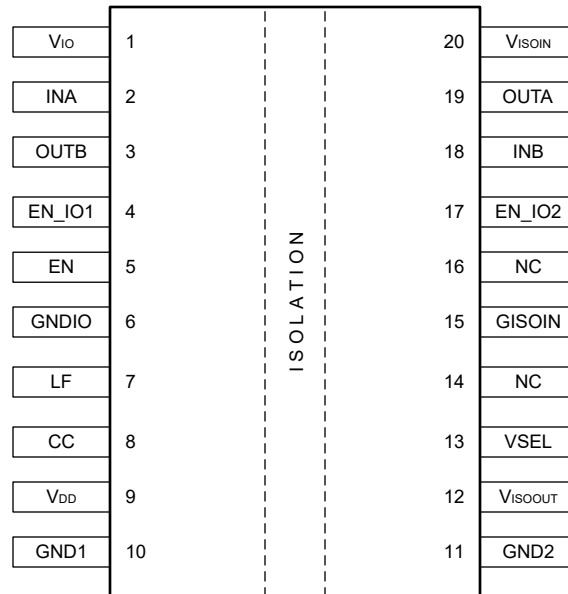 VIO 1 20 VISOIN
INA 2 19 OUTA
OUTB 3 18 INB
EN_IO1 4 17 EN_IO2
EN 5 16 NC
GNDIO 6 15 GISOIN
LF 7 14 NC
CC 8 13 VSEL
VDD 9 12 VISOOUT
GND1 10 11 GND2
ISOLATION